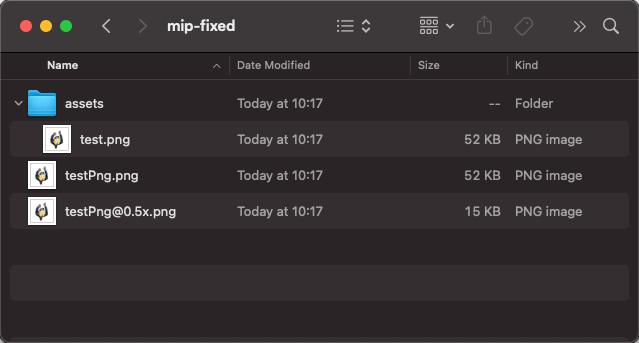 mip-fixed
Name Date Modified Size Kind
assets Today at 10:17 -- Folder
test.png Today at 10:17 52 KB PNG image
testPng.png Today at 10:17 52 KB PNG image
testPng@0.5x.png Today at 10:17 15 KB PNG image